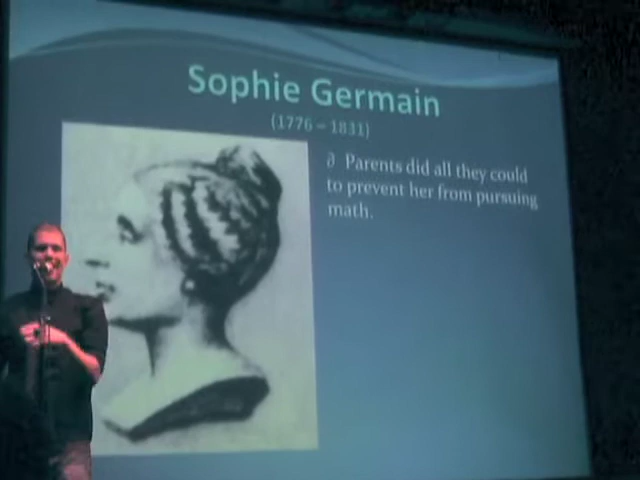 Sophie Germain
(1776 – 1831)
∂ Parents did all they could
to prevent her from pursuing
math.